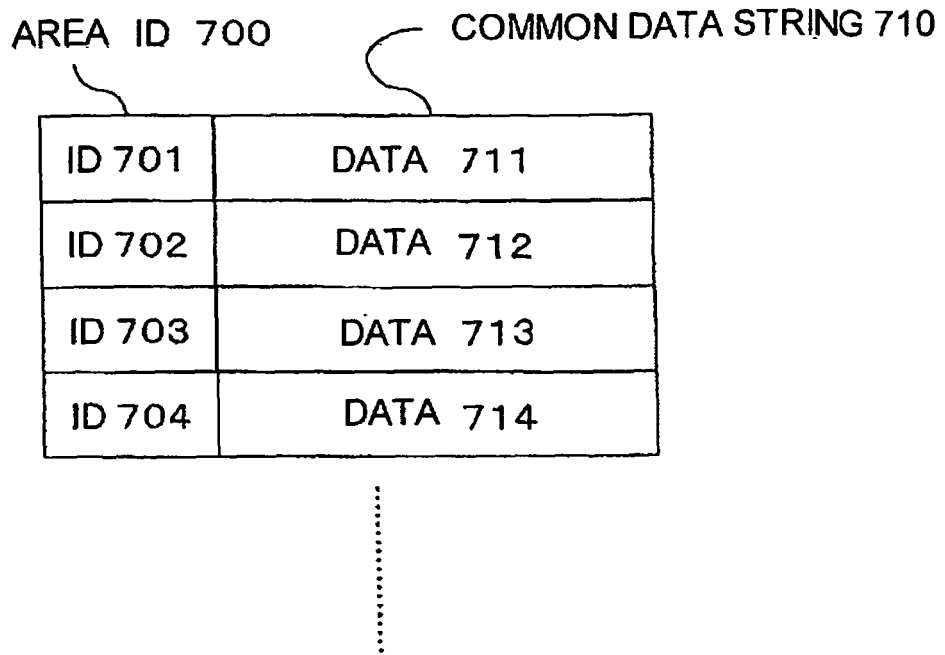 AREA ID 700
COMMON DATA STRING 710
ID 701 DATA 711
ID 702 DATA 712
ID 703 DATA 713
ID 704 DATA 714